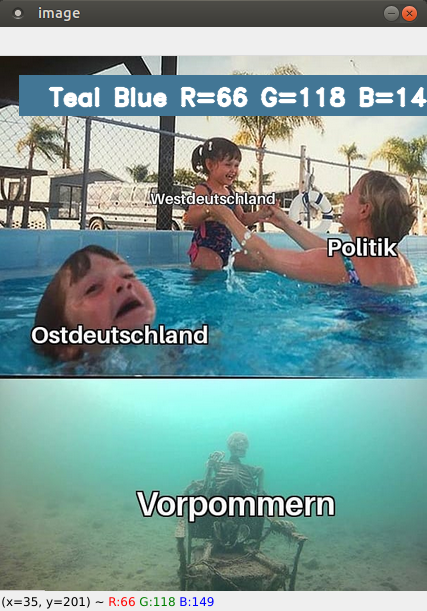 image
Teal Blue R=66 G=118 B=14
Westdeutschland
Politik
Ostdeutschland
Vorpommern
(x=35, y=201) ~ R:66 G:118 B:149